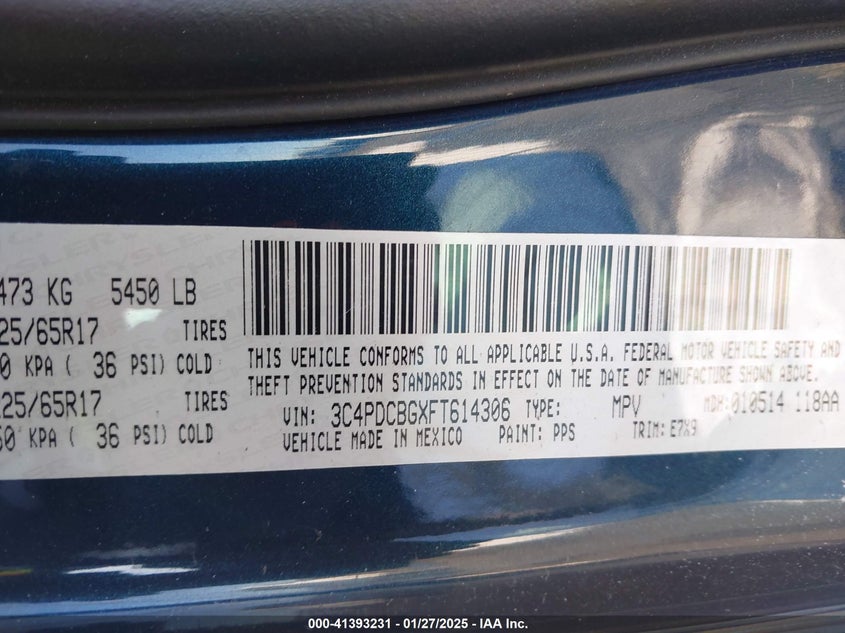 473 KG 5450 LB
25/65R17 TIRES
0 KPA ( 36 PSI) COLD
25/65R17 TIRES
50 KPA ( 36 PSI) COLD
THIS VEHICLE CONFORMS TO ALL APPLICABLE U.S.A. FEDERAL MOTOR VEHICLE SAFETY AND
THEFT PREVENTION STANDARDS IN EFFECT ON THE DATE OF MANUFACTURE SHOWN ABOVE.
VIN: 3C4PDCBGXFT614306 TYPE: MPV MDH: 010514 118AA
VEHICLE MADE IN MEXICO PAINT: PPS TRIM: E7X9
000-41393231 - 01/27/2025 - IAA Inc.